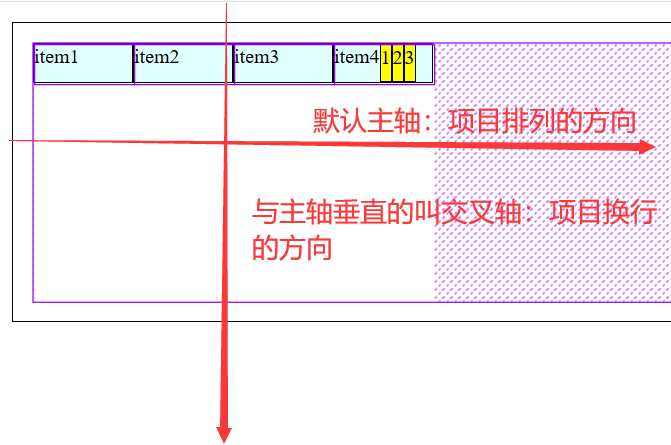 item1 item2 item3 item4 1 2 3
默认主轴：项目排列的方向
与主轴垂直的叫交叉轴：项目换行
的方向